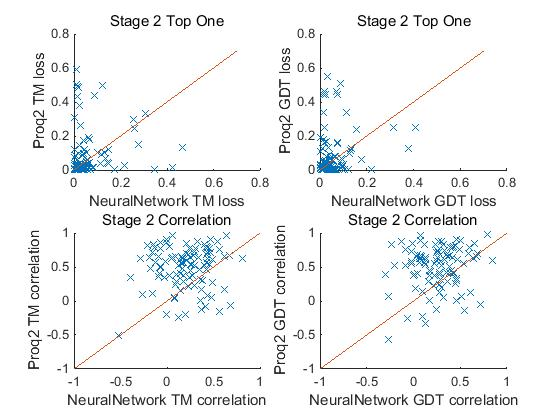 Stage 2 Top One
Proq2 TM loss
0.8
0.6
0.4
0.2
0
0 0.2 0.4 0.6 0.8
NeuralNetwork TM loss
Stage 2 Top One
Proq2 GDT loss
0.8
0.6
0.4
0.2
0
0 0.2 0.4 0.6 0.8
NeuralNetwork GDT loss
Stage 2 Correlation
Proq2 TM correlation
1
0.5
0
-0.5
-1
-1 -0.5 0 0.5 1
NeuralNetwork TM correlation
Stage 2 Correlation
Proq2 GDT correlation
1
0.5
0
-0.5
-1
-1 -0.5 0 0.5 1
NeuralNetwork GDT correlation